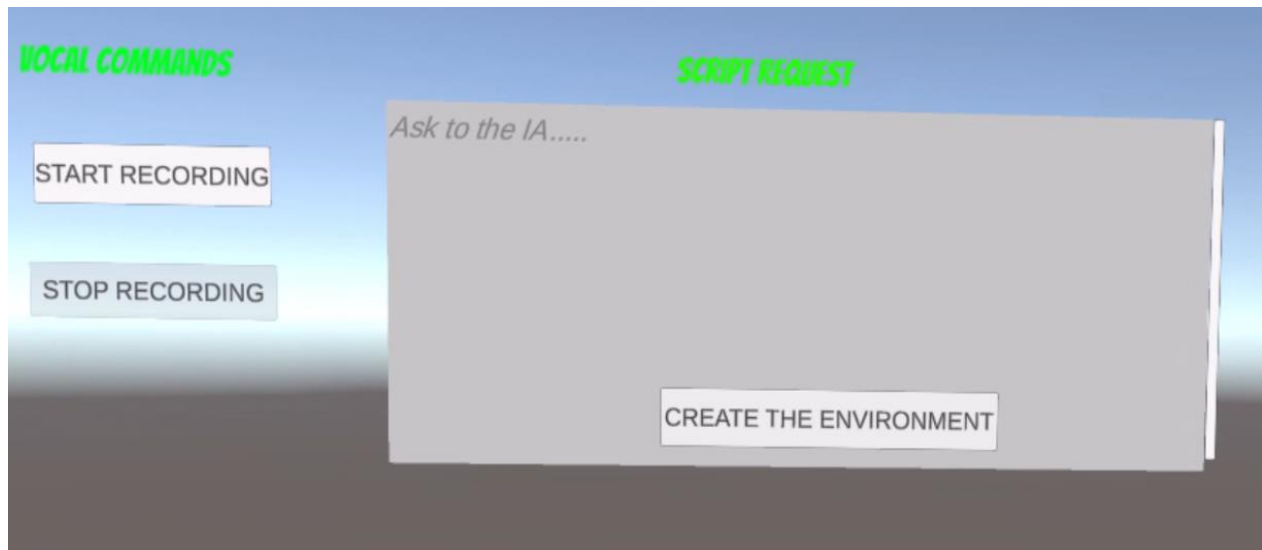 VOCAL COMMANDS
START RECORDING
STOP RECORDING
SCRIPT REQUEST
Ask to the IA.....
CREATE THE ENVIRONMENT